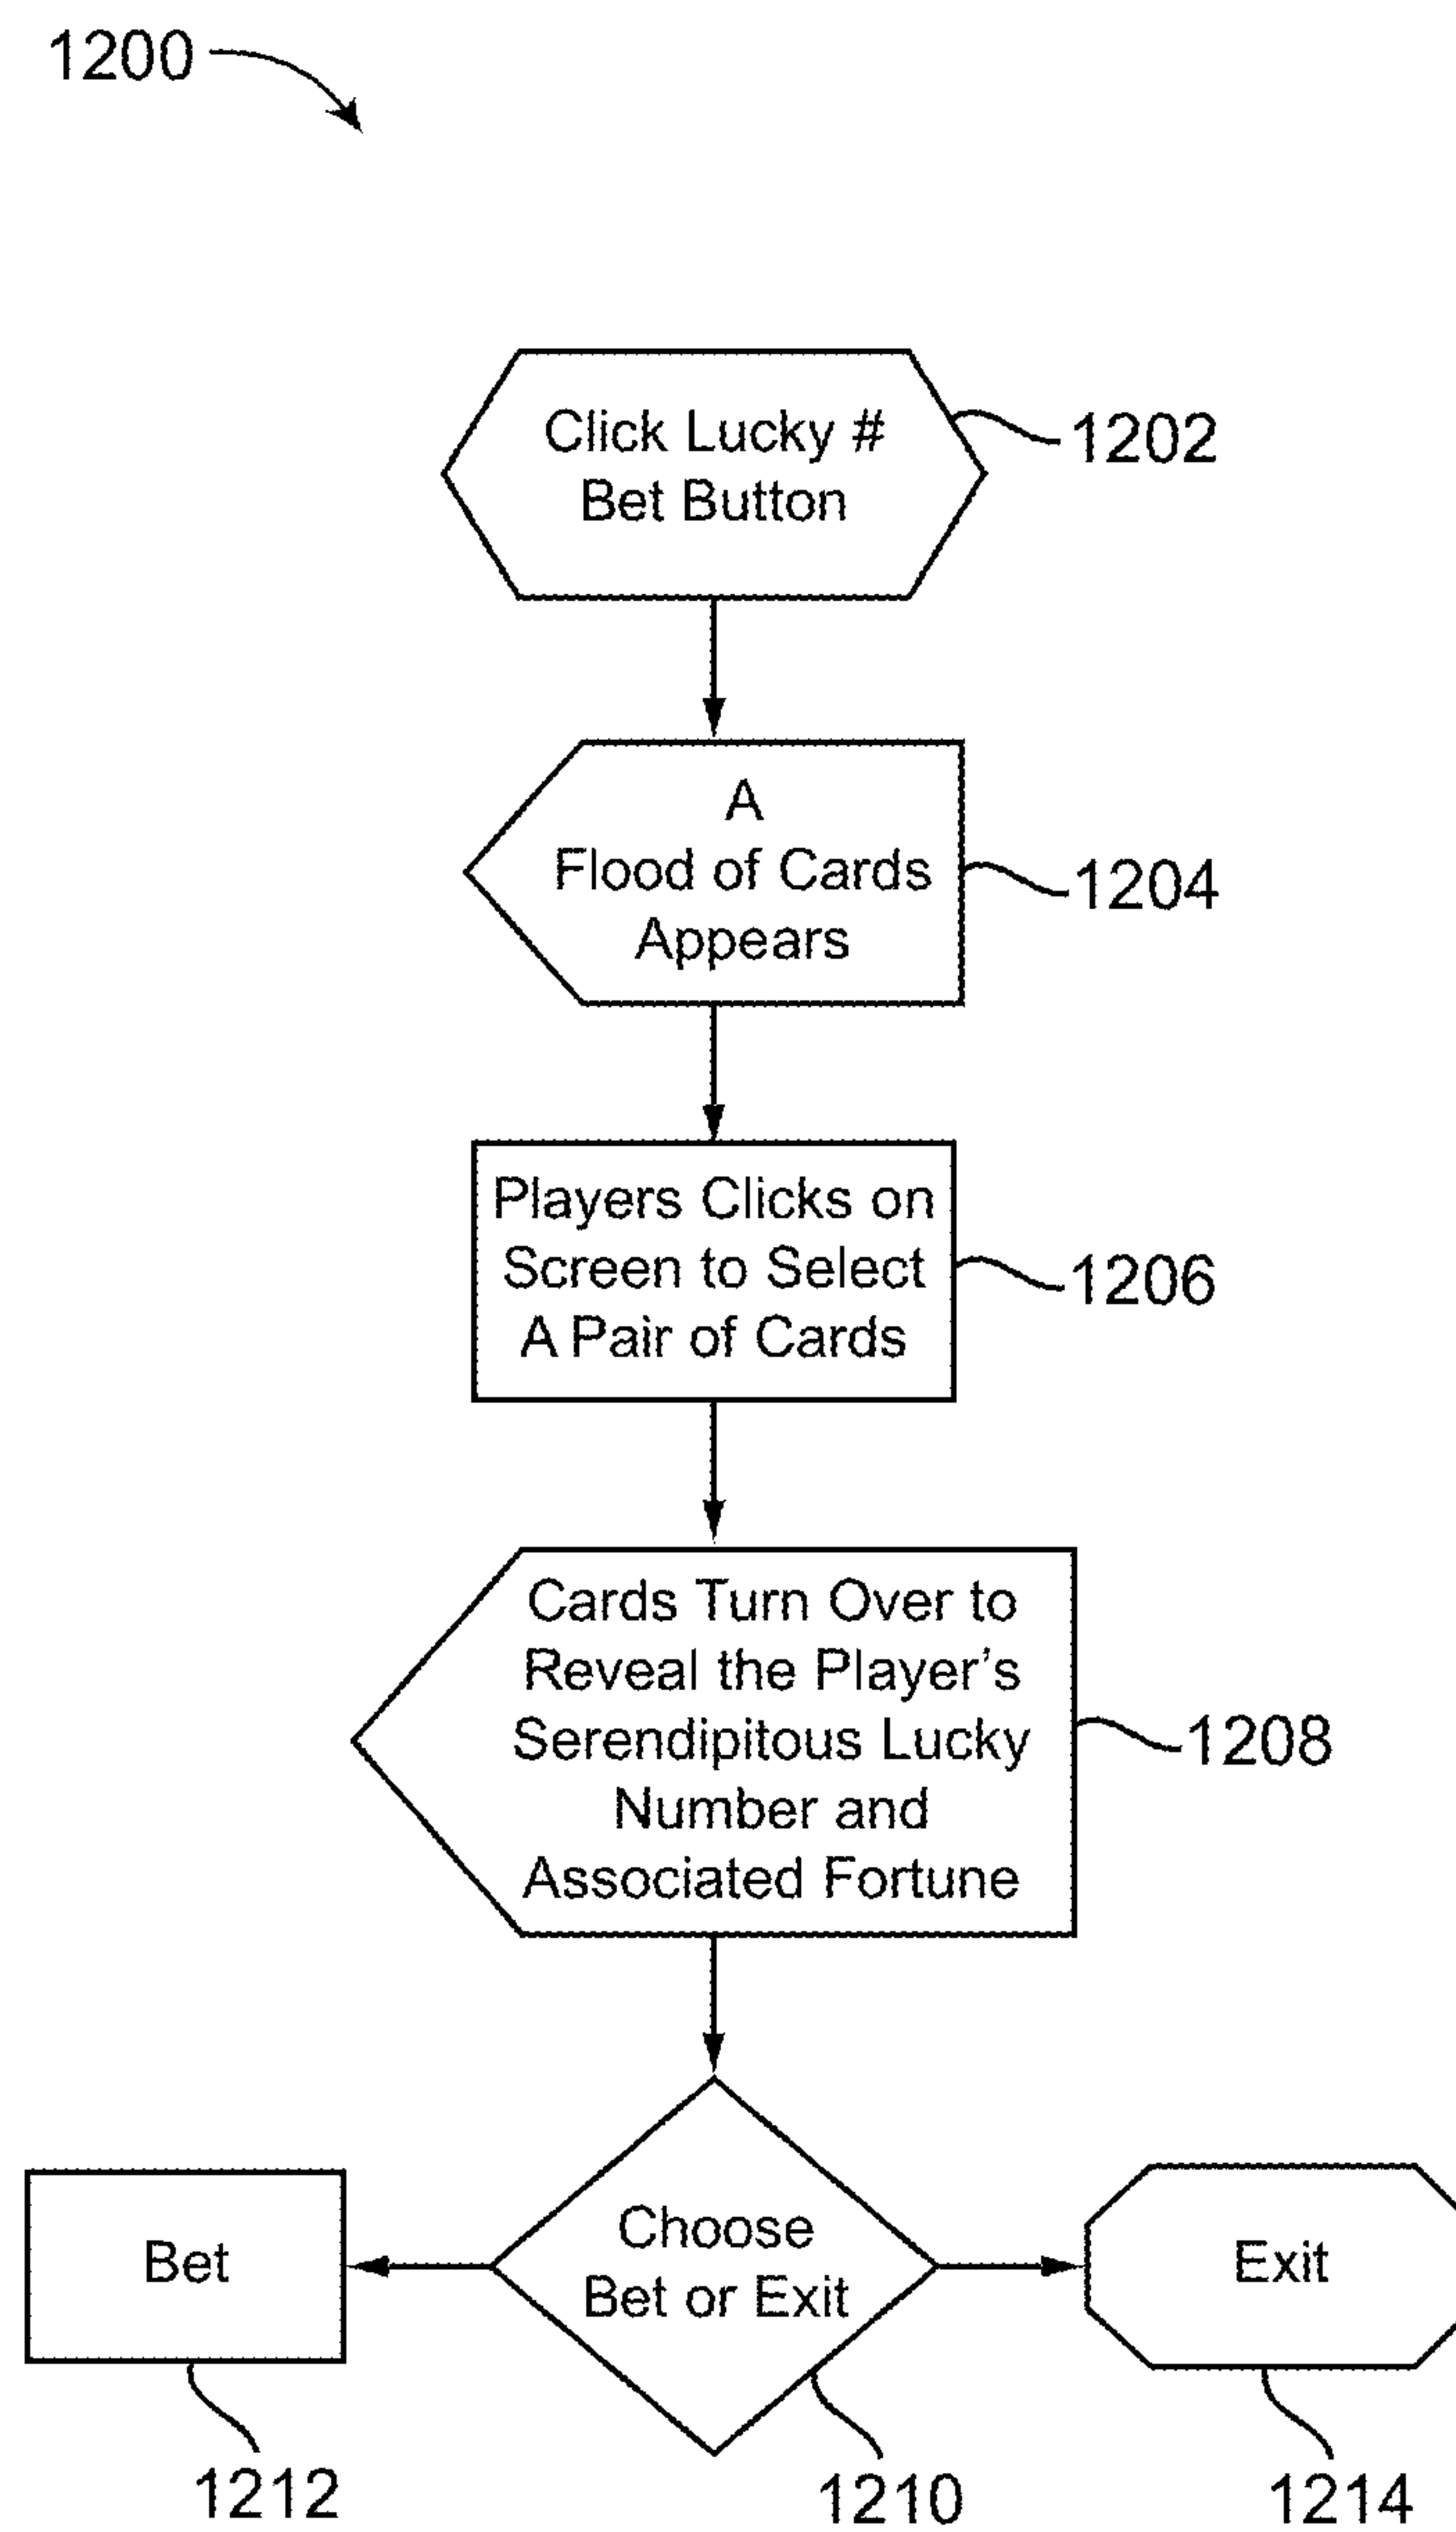 1200
Click Lucky #
Bet Button
1202
A
Flood of Cards
Appears
1204
Players Clicks on
Screen to Select
A Pair of Cards
1206
Cards Turn Over to
Reveal the Player's
Serendipitous Lucky
Number and
Associated Fortune
1208
Bet
Choose
Bet or Exit
Exit
1212
1210
1214